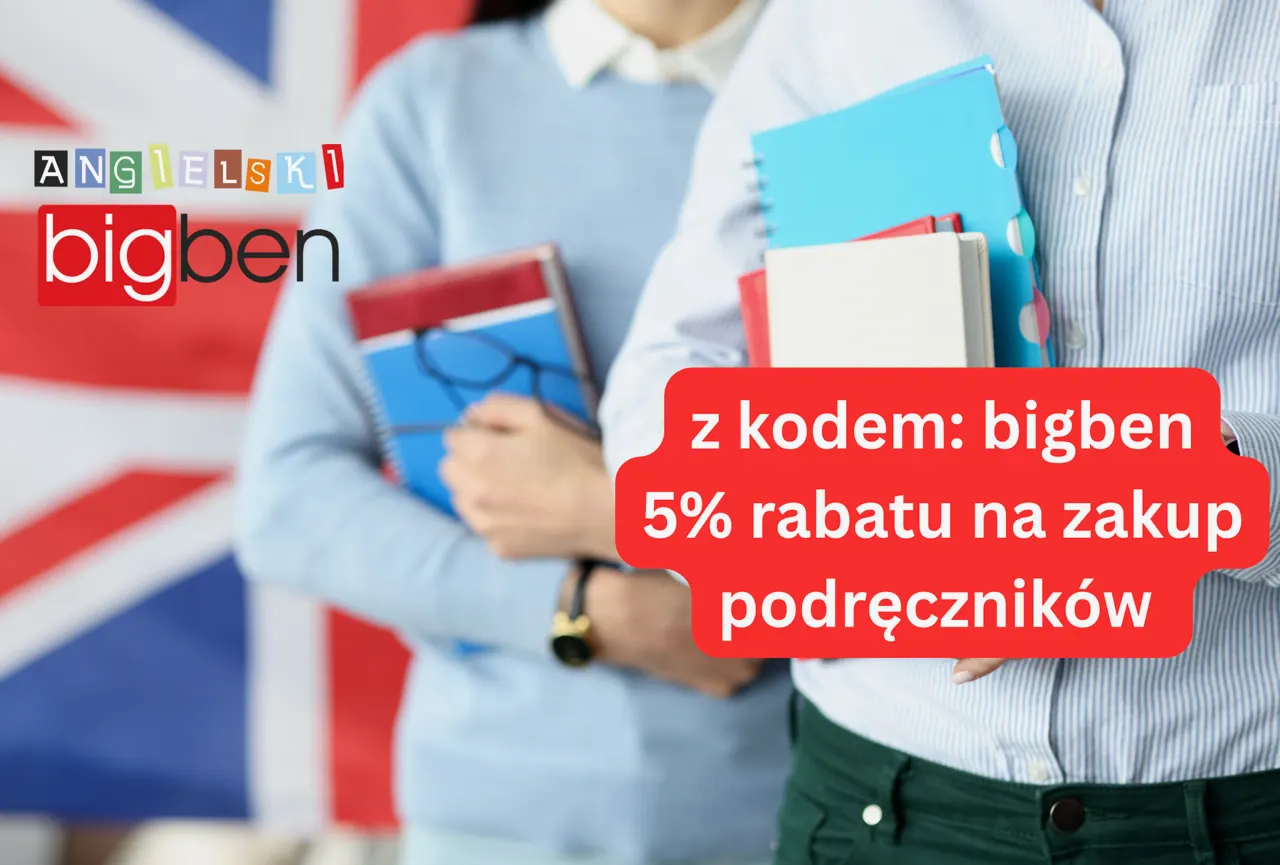 ANGIELSKI
bigben
z kodem: bigben
5% rabatu na zakup
podręczników